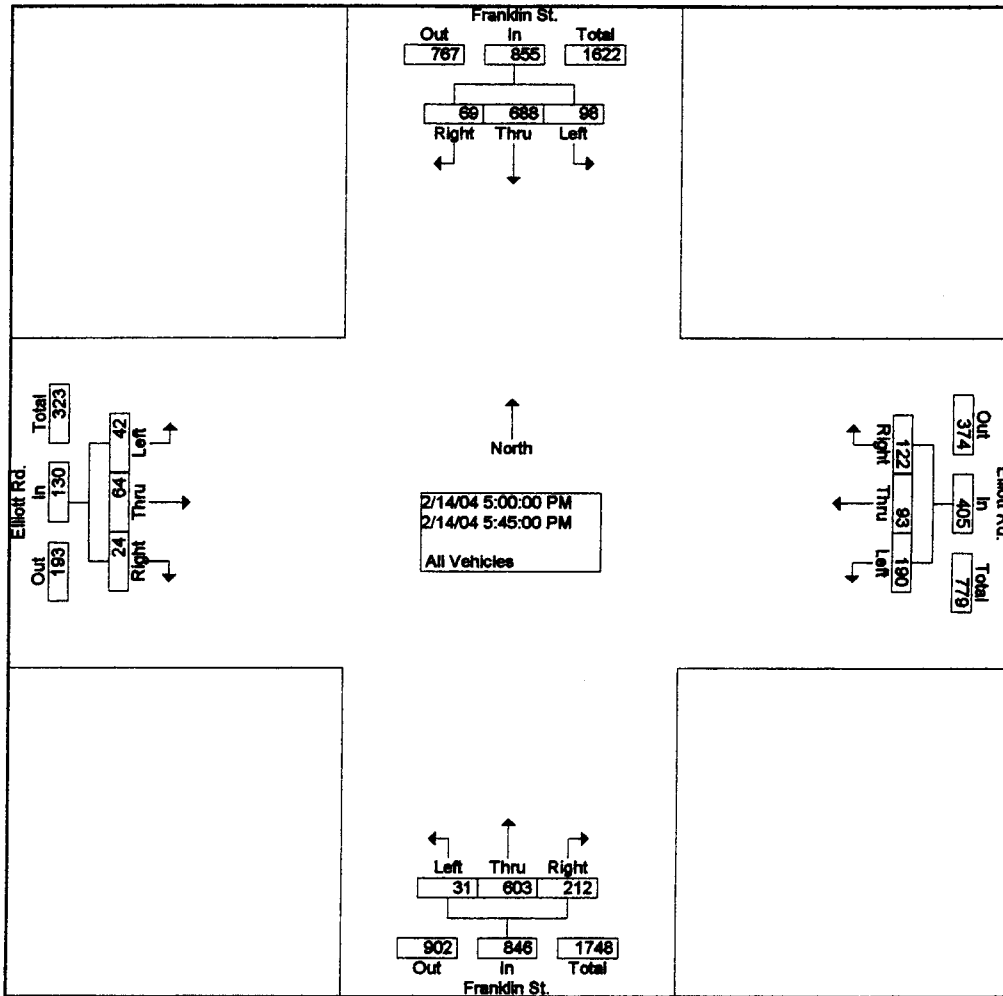 Franklin St.
Out In Total
767 855 1622
69 688 98
Right Thru Left
North
2/14/04 5:00:00 PM
2/14/04 5:45:00 PM
All Vehicles
Elliott Rd.
Out In Total
193 130 323
42 64 24
Left Thru Right
Elliott Rd.
Out In Total
374 405 779
122 93 190
Right Thru Left
Left Thru Right
31 603 212
902 846 1748
Out In Total
Franklin St.